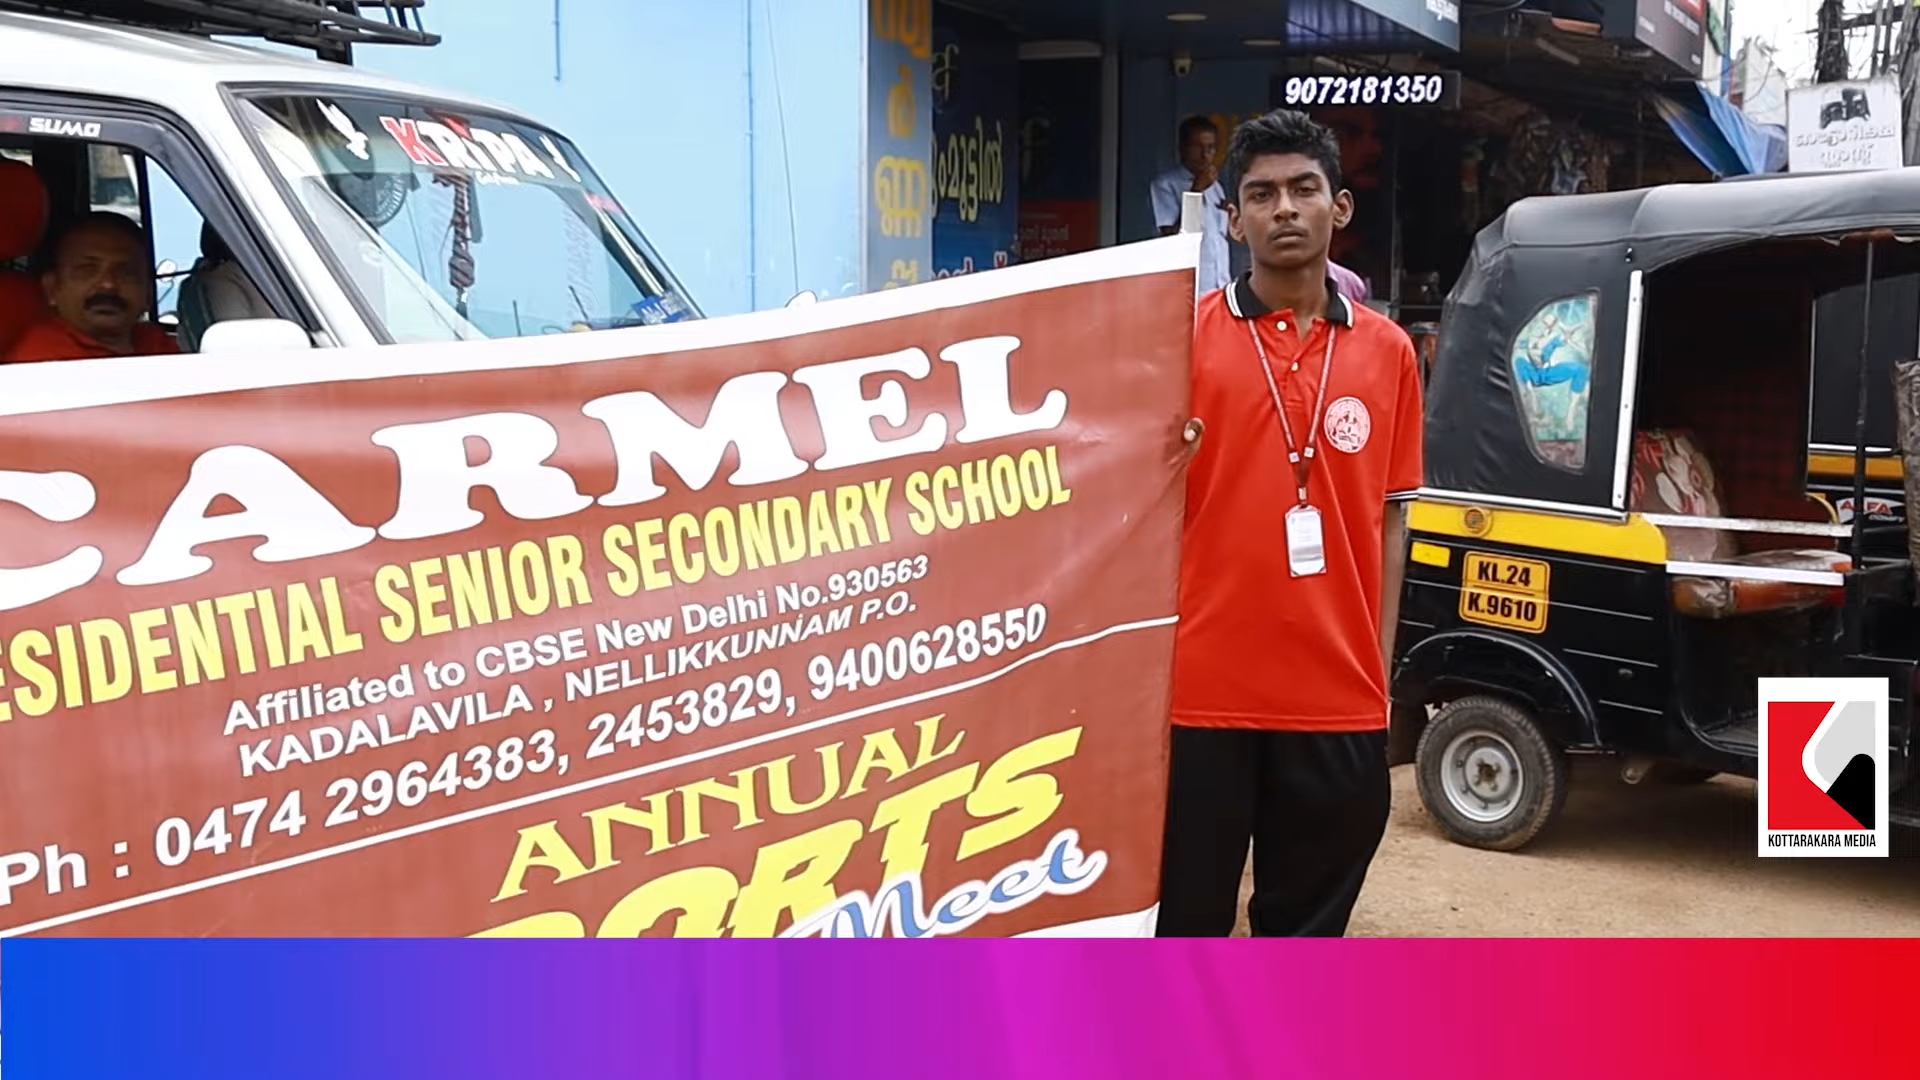 SUMO
KRiPA
9072181350
സ്വ
ർ
ണ്ണ
ംമൂട്ടിൽ
CARMEL
ESIDENTIAL SENIOR SECONDARY SCHOOL
Affiliated to CBSE New Delhi No.930563
KADALAVILA , NELLIKKUNNAM P.O.
Ph : 0474 2964383, 2453829, 9400628550
ANNUAL
PORTS
Meet
KL.24
K.9610
KOTTARAKARA MEDIA